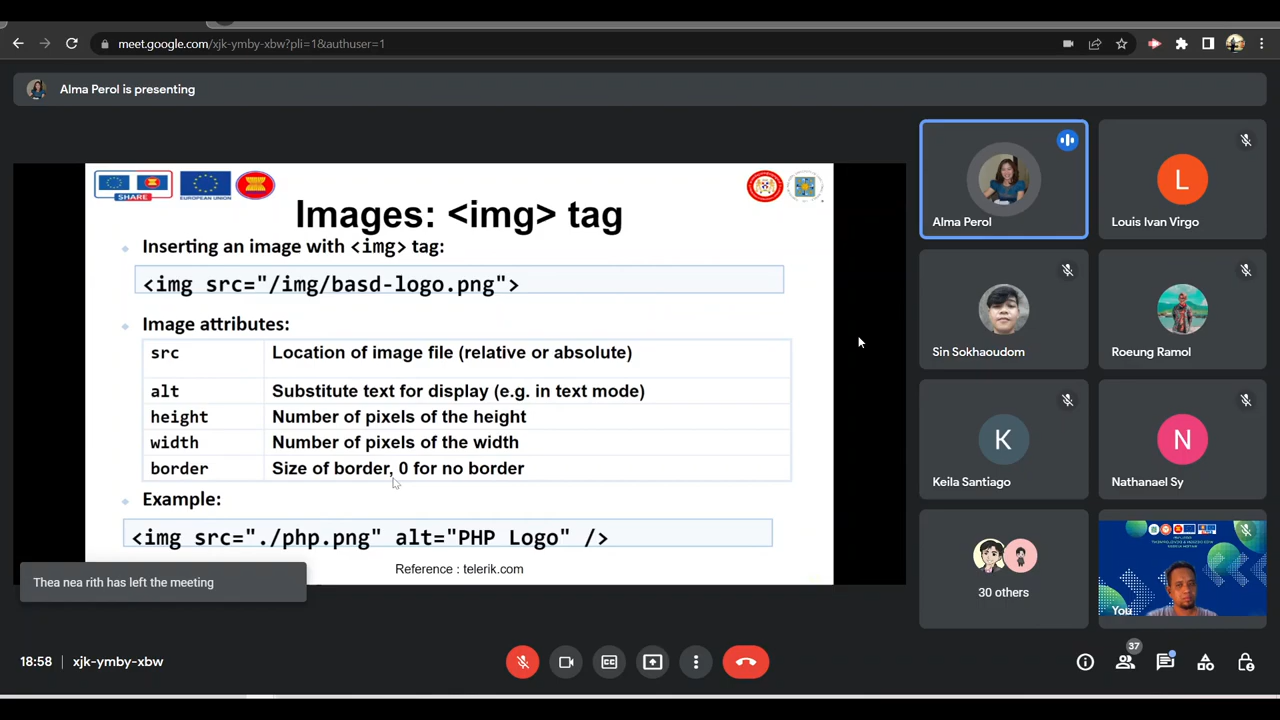 meet.google.com/xjk-ymby-xbw?pli=1&authuser=1
Alma Perol is presenting
SHARE
EUROPEAN UNION
Images: <img> tag
Inserting an image with <img> tag:
<img src="/img/basd-logo.png">
Image attributes:
src Location of image file (relative or absolute)
alt Substitute text for display (e.g. in text mode)
height Number of pixels of the height
width Number of pixels of the width
border Size of border, 0 for no border
Example:
<img src="./php.png" alt="PHP Logo" />
Reference : telerik.com
Thea nea rith has left the meeting
Alma Perol
L
Louis Ivan Virgo
Sin Sokhaoudom
Roeung Ramol
K
Keila Santiago
N
Nathanael Sy
30 others
You
18:58 xjk-ymby-xbw
37